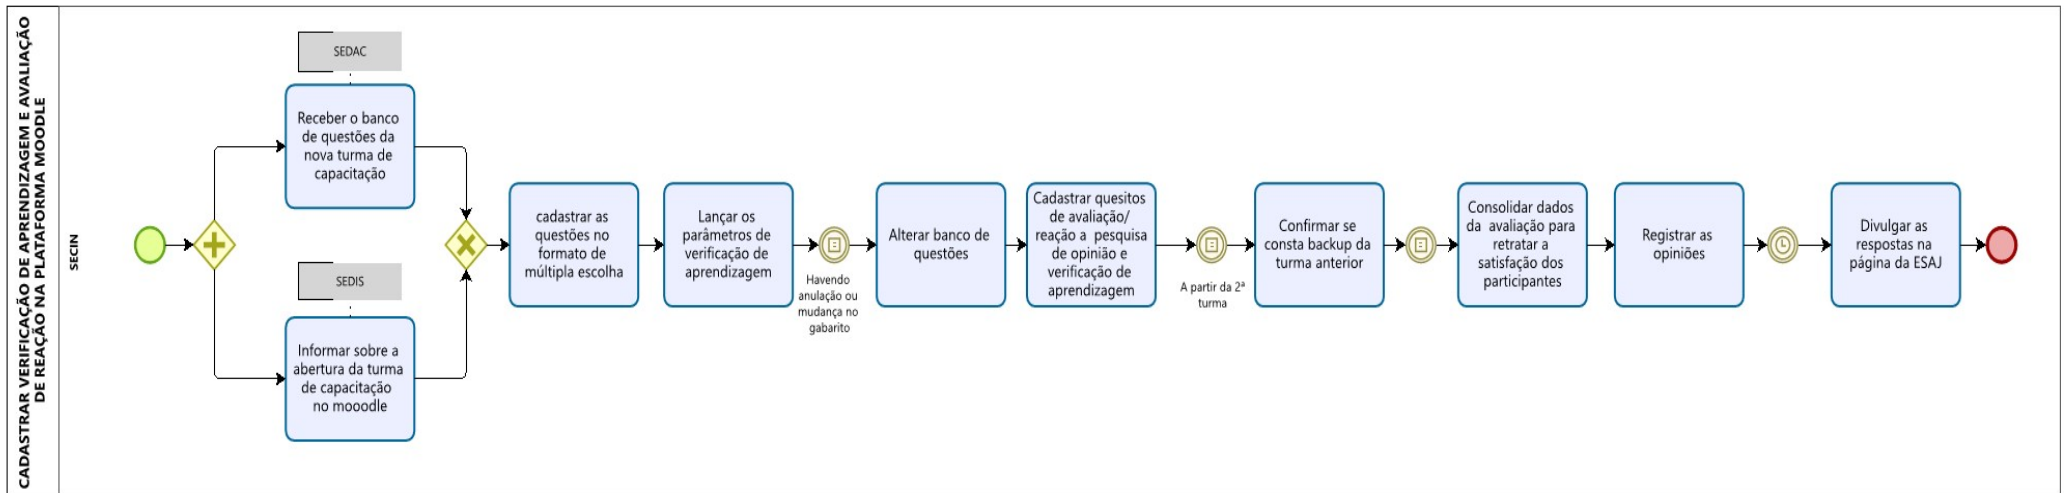 CADASTRAR VERIFICAÇÃO DE APRENDIZAGEM E AVALIAÇÃO
DE REAÇÃO NA PLATAFORMA MOODLE
SECIN
SEDAC
Receber o banco
de questões da
nova turma de
capacitação
SEDIS
Informar sobre a
abertura da turma
de capacitação
no mooodle
cadastrar as
questões no
formato de
múltipla escolha
Lançar os
parâmetros de
verificação de
aprendizagem
Havendo
anulação ou
mudança no
gabarito
Alterar banco de
questões
Cadastrar quesitos
de avaliação/
reação a pesquisa
de opinião e
verificação de
aprendizagem
A partir da 2ª
turma
Confirmar se
consta backup da
turma anterior
Consolidar dados
da avaliação para
retratar a
satisfação dos
participantes
Registrar as
opiniões
Divulgar as
respostas na
página da ESAJ